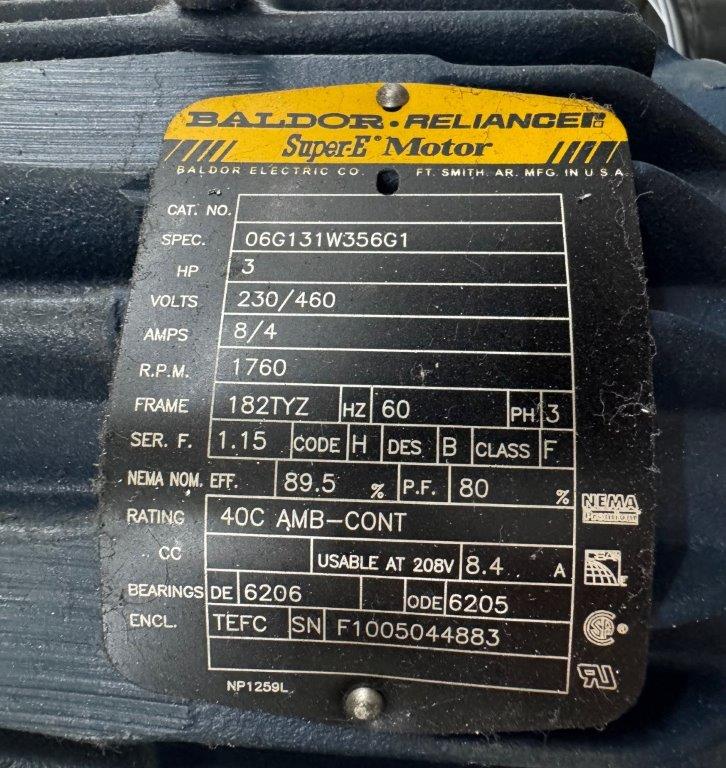 BALDOR • RELIANCE
Super-E® Motor
BALDOR ELECTRIC CO. FT. SMITH. AR. MFG. IN U.S.A.
CAT. NO.
SPEC. 06G131W356G1
HP 3
VOLTS 230/460
AMPS 8/4
R.P.M. 1760
FRAME 182TYZ HZ 60 PH 3
SER. F. 1.15 CODE H DES B CLASS F
NEMA NOM. EFF. 89.5 % P.F. 80 %
NEMA
Premium
RATING 40C AMB-CONT
CC USABLE AT 208V 8.4 A
BEARINGS DE 6206 ODE 6205
ENCL. TEFC SN F1005044883
NP1259L